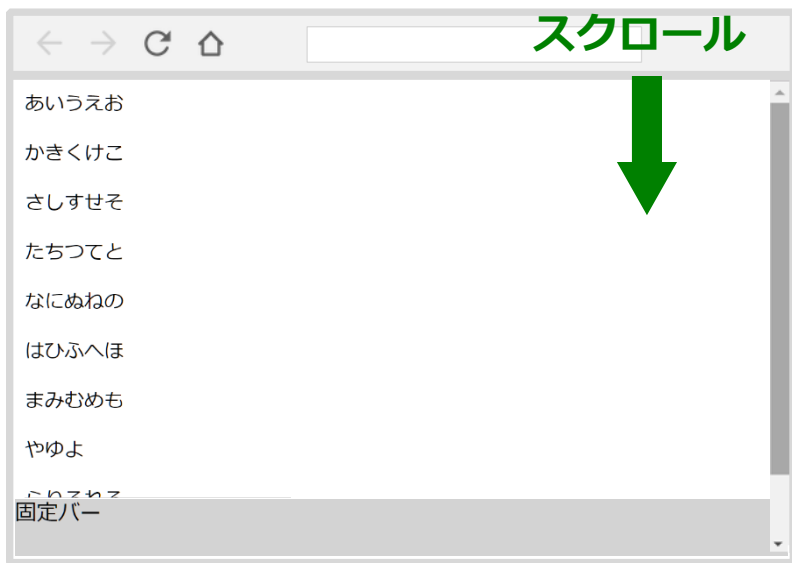 スクロール
あいうえお
かきくけこ
さしすせそ
たちつてと
なにぬねの
はひふへほ
まみむめも
やゆよ
固定バー